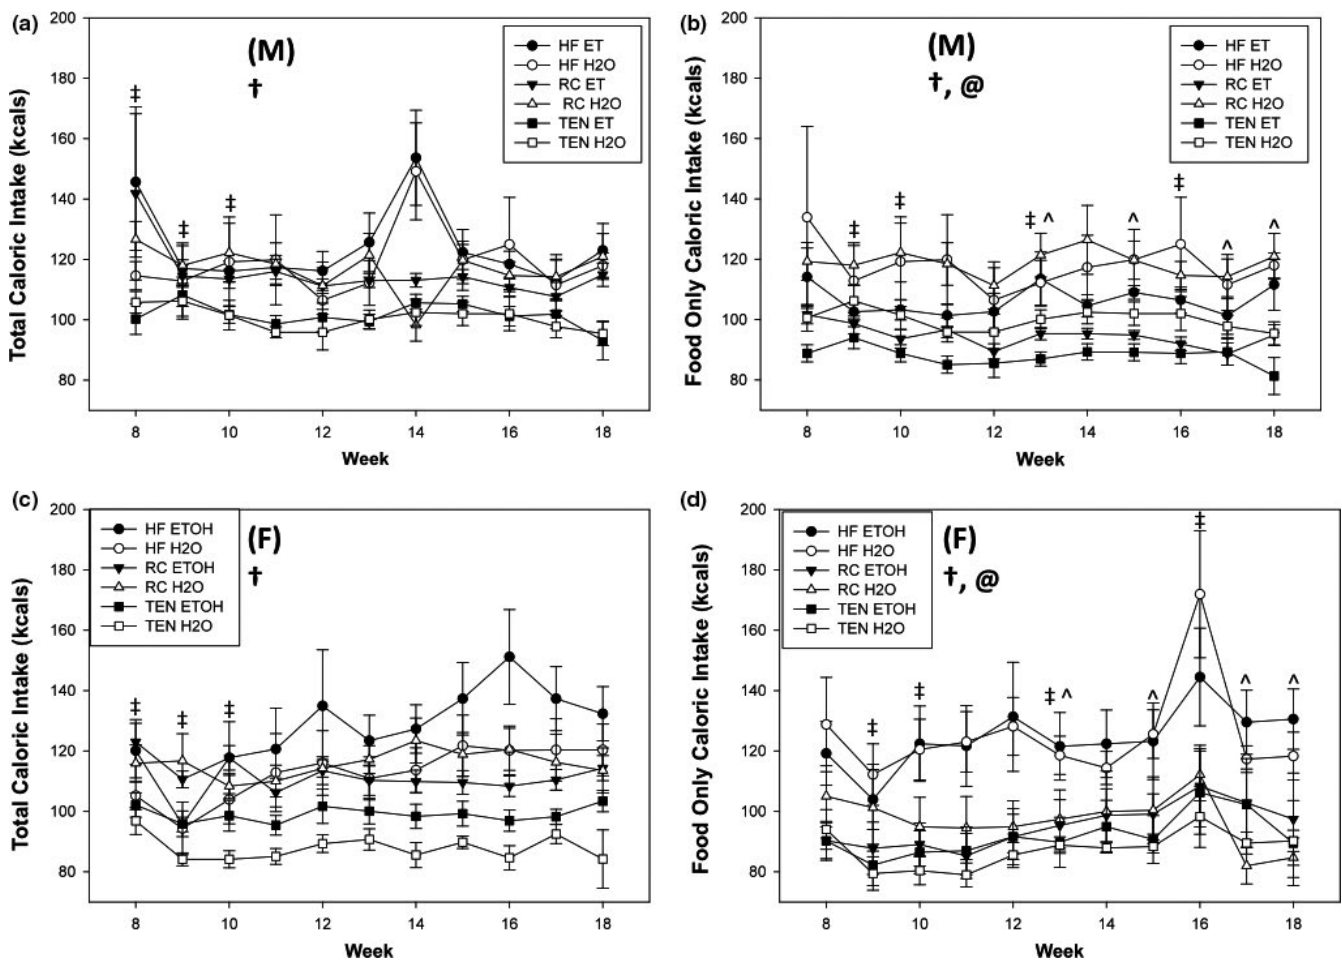 (a)
200
180
160
140
120
100
80
Total Caloric Intake (kcals)
(M)
†
HF ET
HF H2O
RC ET
RC H2O
TEN ET
TEN H2O
‡
‡
‡
8
10
12
14
16
18
Week
(b)
200
180
160
140
120
100
80
Food Only Caloric Intake (kcals)
(M)
†, @
HF ET
HF H2O
RC ET
RC H2O
TEN ET
TEN H2O
‡
‡
‡ ^
^
‡
^
^
8
10
12
14
16
18
Week
(c)
200
180
160
140
120
100
80
Total Caloric Intake (kcals)
HF ETOH
HF H2O
RC ETOH
RC H2O
TEN ETOH
TEN H2O
(F)
†
‡
‡
‡
8
10
12
14
16
18
Week
(d)
200
180
160
140
120
100
80
Food Only Caloric Intake (kcals)
HF ETOH
HF H2O
RC ETOH
RC H2O
TEN ETOH
TEN H2O
(F)
†, @
‡
‡
‡ ^
^
‡
^
^
8
10
12
14
16
18
Week